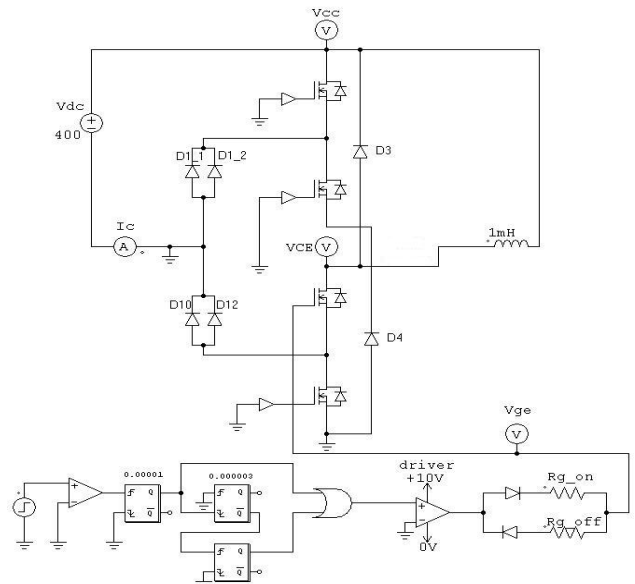 Vcc
V
Vdc
400
D1_1
D1_2
D3
Ic
A
VCE
V
1mH
D10
D12
D4
Vge
V
0.00001
0.000003
driver
+10V
0V
Rg_on
Rg_off
Q
Q
Q
Q
Q
Q